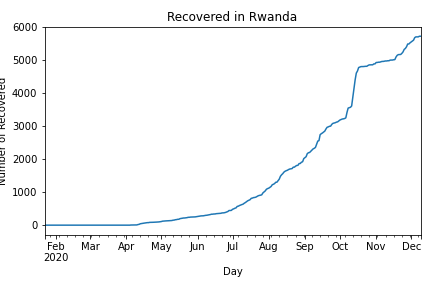 Recovered in Rwanda
Number of Recovered
6000
5000
4000
3000
2000
1000
0
Feb Mar Apr May Jun Jul Aug Sep Oct Nov Dec
2020
Day